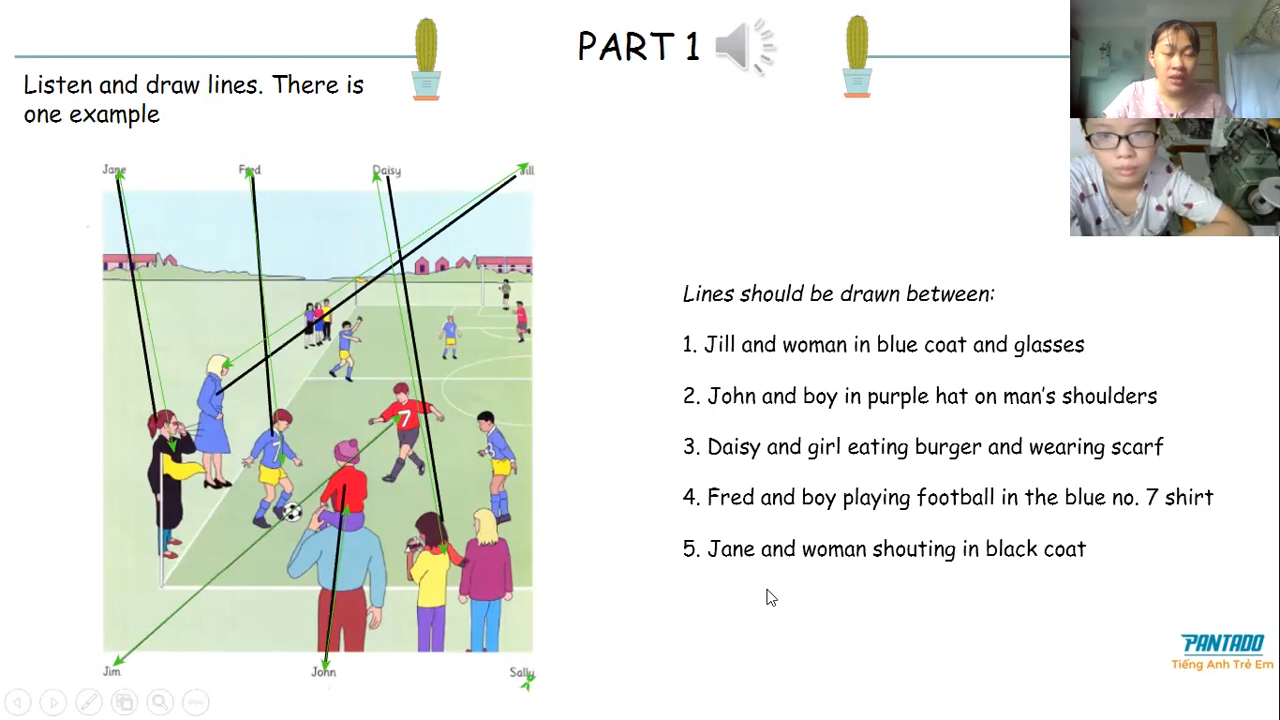 PART 1
Listen and draw lines. There is
one example
Jane
Fred
Daisy
Jill
7
7
Jim
John
Sally
Lines should be drawn between:
1. Jill and woman in blue coat and glasses
2. John and boy in purple hat on man's shoulders
3. Daisy and girl eating burger and wearing scarf
4. Fred and boy playing football in the blue no. 7 shirt
5. Jane and woman shouting in black coat
PANTADO
Tiếng Anh Trẻ Em